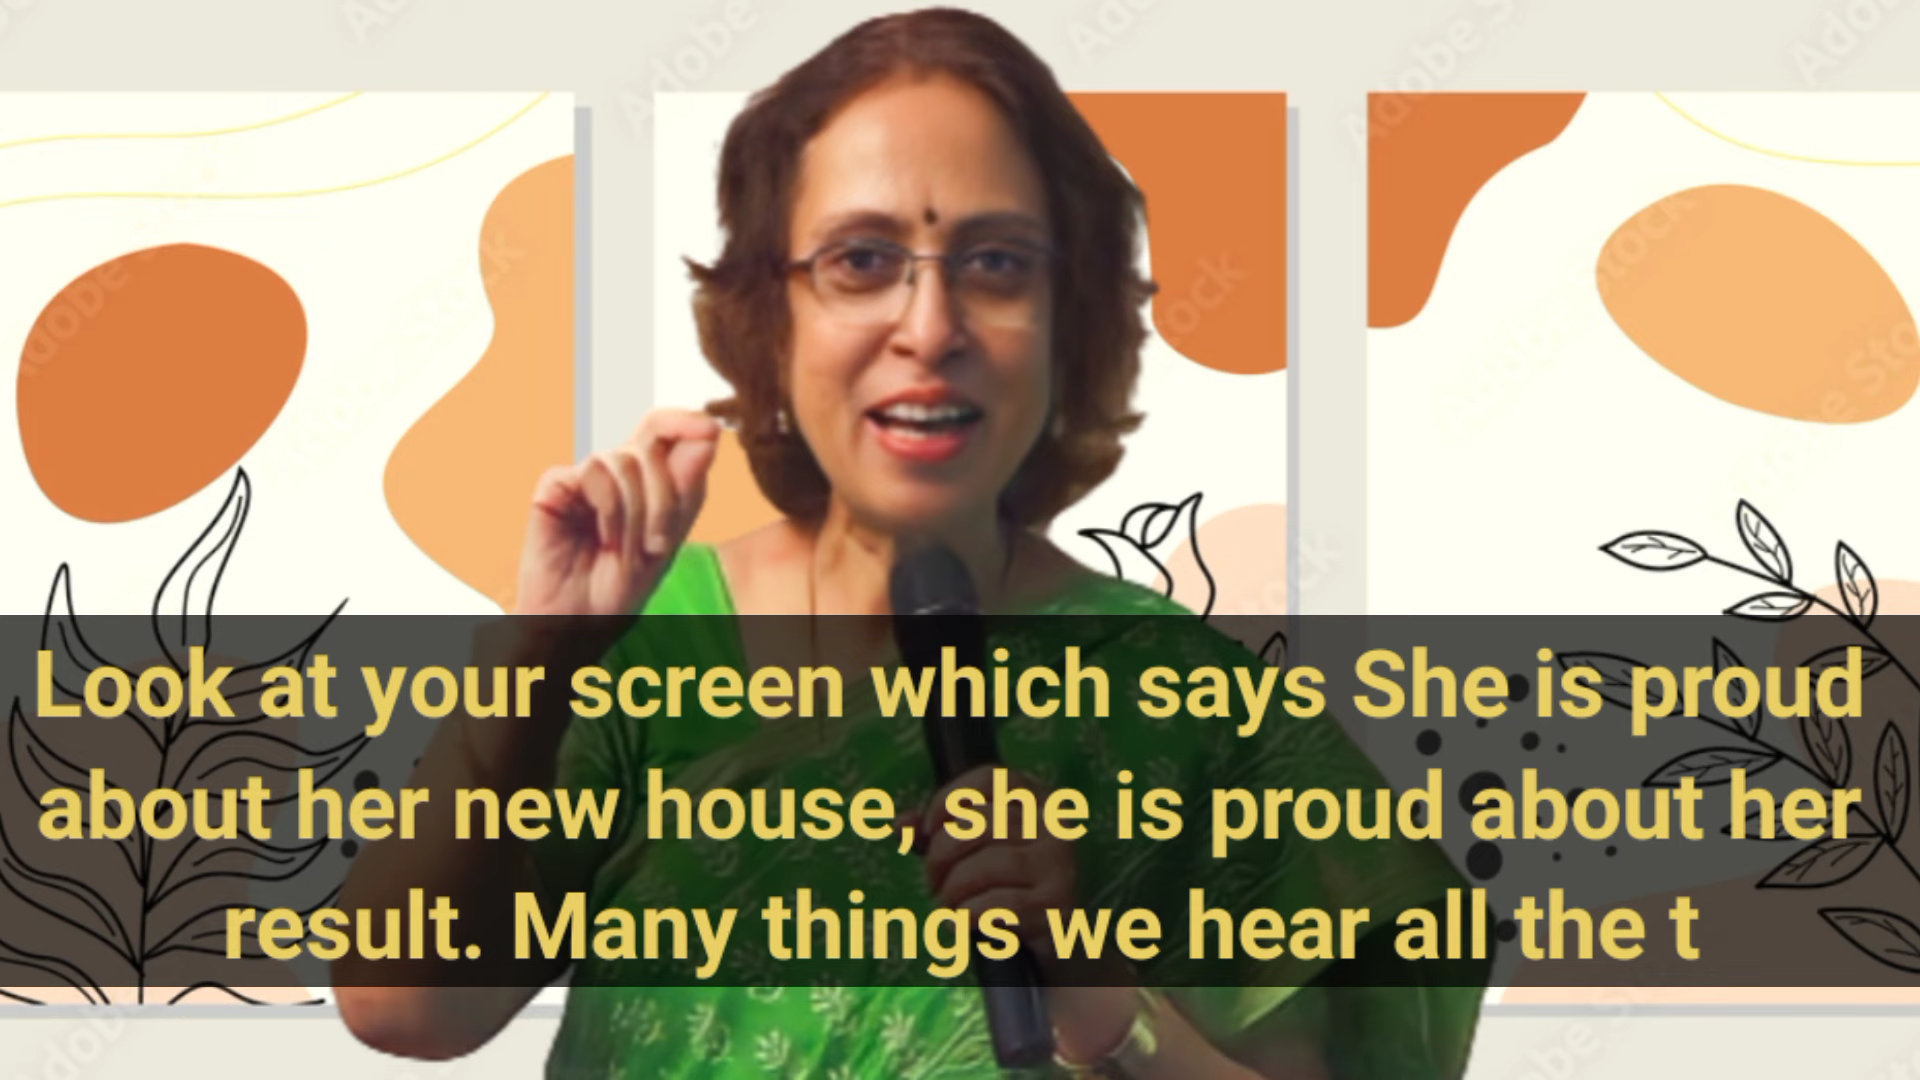 Look at your screen which says She is proud
about her new house, she is proud about her
result. Many things we hear all the t